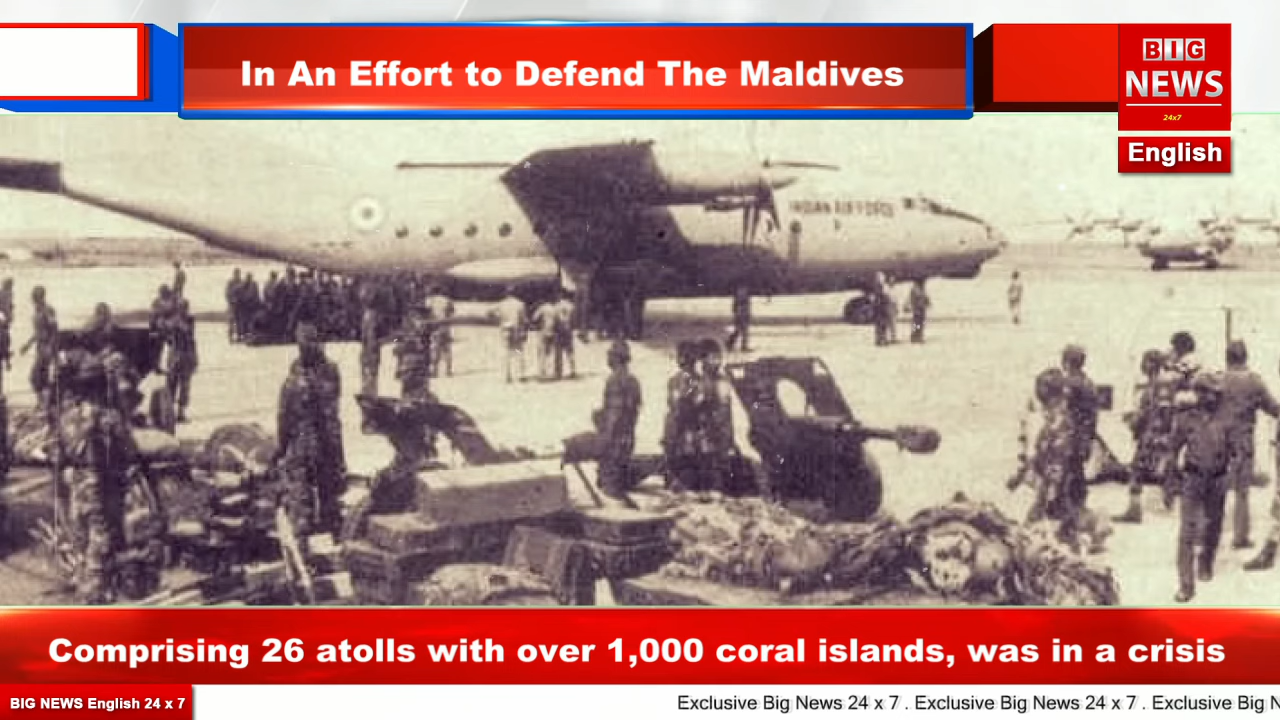 In An Effort to Defend The Maldives
BIG
NEWS
24x7
English
INDIAN AIR FORCE
Comprising 26 atolls with over 1,000 coral islands, was in a crisis
BIG NEWS English 24 x 7
Exclusive Big News 24 x 7 . Exclusive Big News 24 x 7 . Exclusive Big N